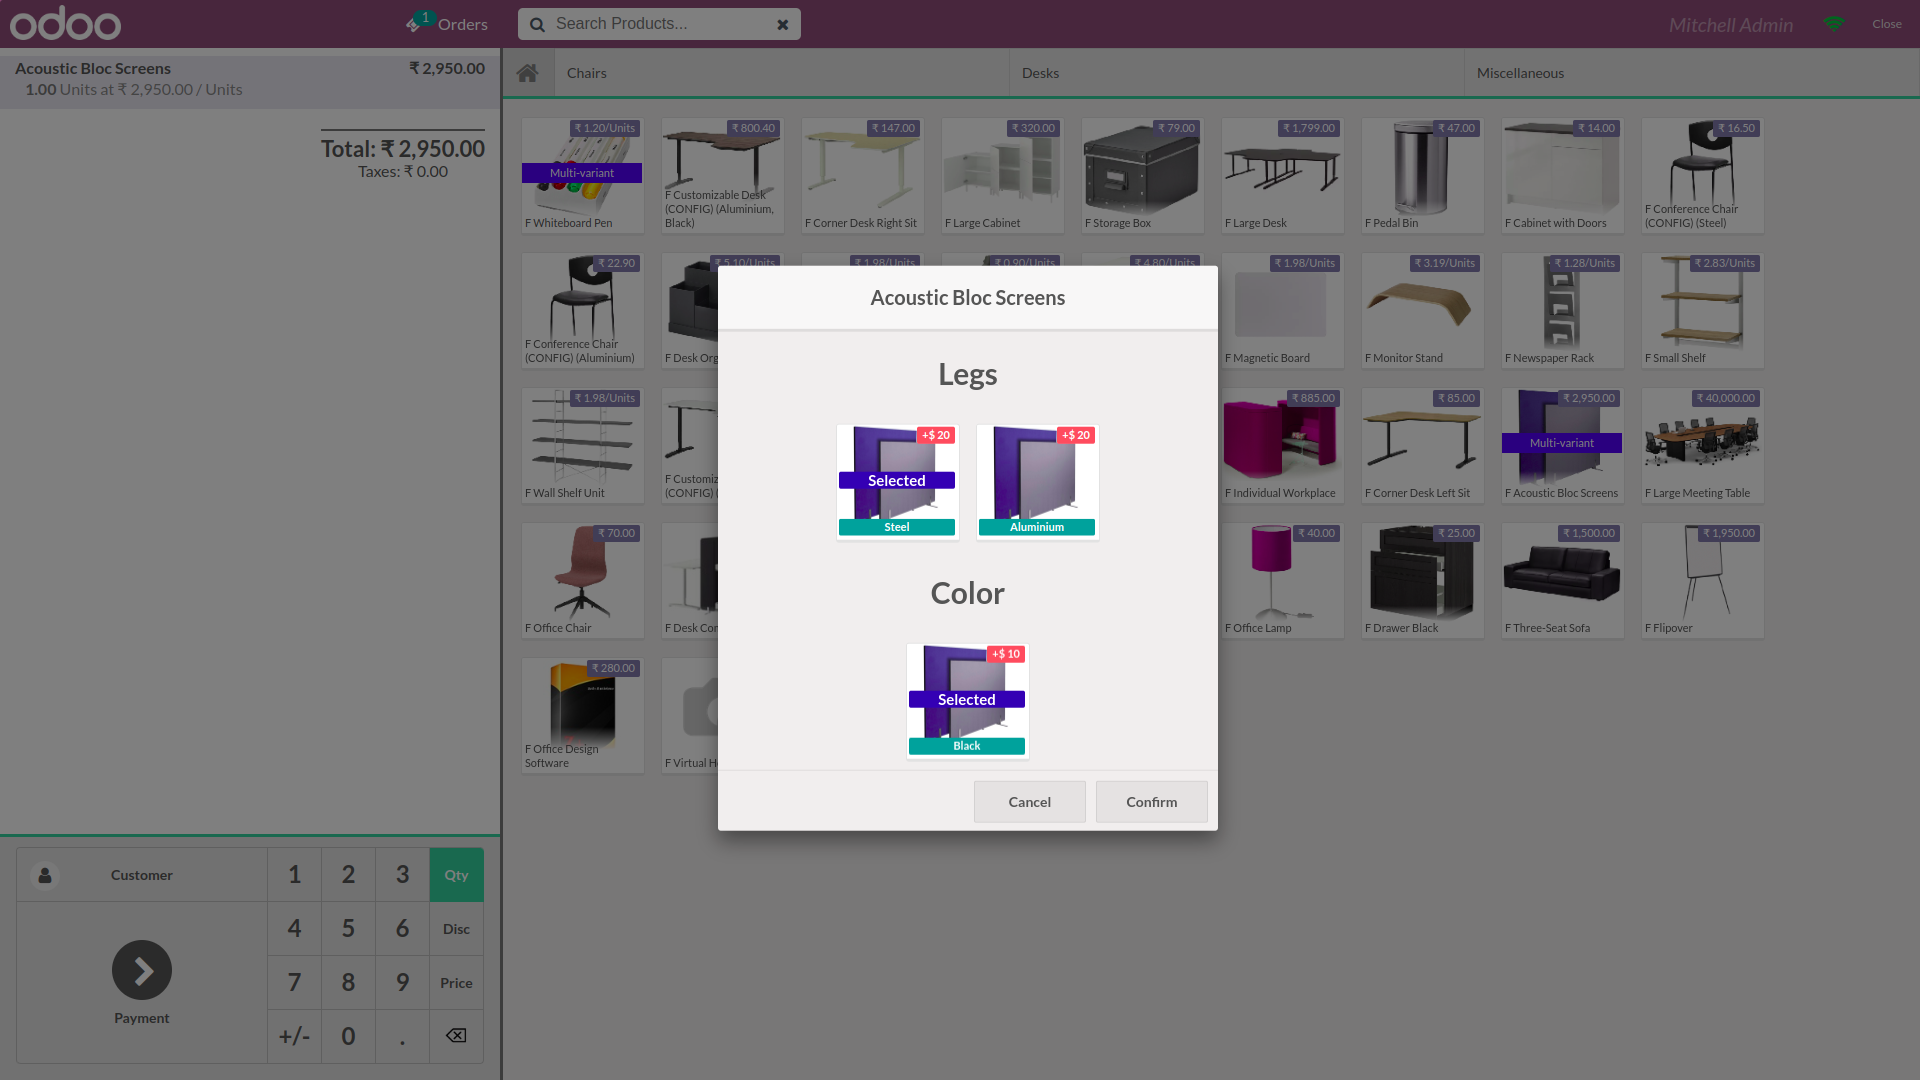 odoo
1
Orders
Search Products...
Mitchell Admin
Close
Acoustic Bloc Screens
₹ 2,950.00
1.00 Units at ₹ 2,950.00 / Units
Total: ₹ 2,950.00
Taxes: ₹ 0.00
Chairs
Desks
Miscellaneous
₹ 1.20/Units
Multi-variant
F Whiteboard Pen
₹ 800.40
F Customizable Desk
(CONFIG) (Aluminium,
Black)
₹ 147.00
F Corner Desk Right Sit
₹ 320.00
F Large Cabinet
₹ 79.00
F Storage Box
₹ 1,799.00
F Large Desk
₹ 47.00
F Pedal Bin
₹ 14.00
F Cabinet with Doors
₹ 16.50
F Conference Chair
(CONFIG) (Steel)
₹ 22.90
F Conference Chair
(CONFIG) (Aluminium)
₹ 5.10/Units
F Desk Org
₹ 1.98/Units
₹ 0.90/Units
₹ 4.80/Units
₹ 1.98/Units
F Magnetic Board
₹ 3.19/Units
F Monitor Stand
₹ 1.28/Units
F Newspaper Rack
₹ 2.83/Units
F Small Shelf
₹ 1.98/Units
F Wall Shelf Unit
F Customiz
(CONFIG) (
₹ 885.00
F Individual Workplace
₹ 85.00
F Corner Desk Left Sit
₹ 2,950.00
Multi-variant
F Acoustic Bloc Screens
₹ 40,000.00
F Large Meeting Table
₹ 70.00
F Office Chair
F Desk Com
₹ 40.00
F Office Lamp
₹ 25.00
F Drawer Black
₹ 1,500.00
F Three-Seat Sofa
₹ 1,950.00
F Flipover
₹ 280.00
F Office Design
Software
F Virtual H
Acoustic Bloc Screens
Legs
+$ 20
Selected
Steel
+$ 20
Aluminium
Color
+$ 10
Selected
Black
Cancel
Confirm
Customer
1 2 3 Qty
4 5 6 Disc
7 8 9 Price
Payment
+/- 0 .